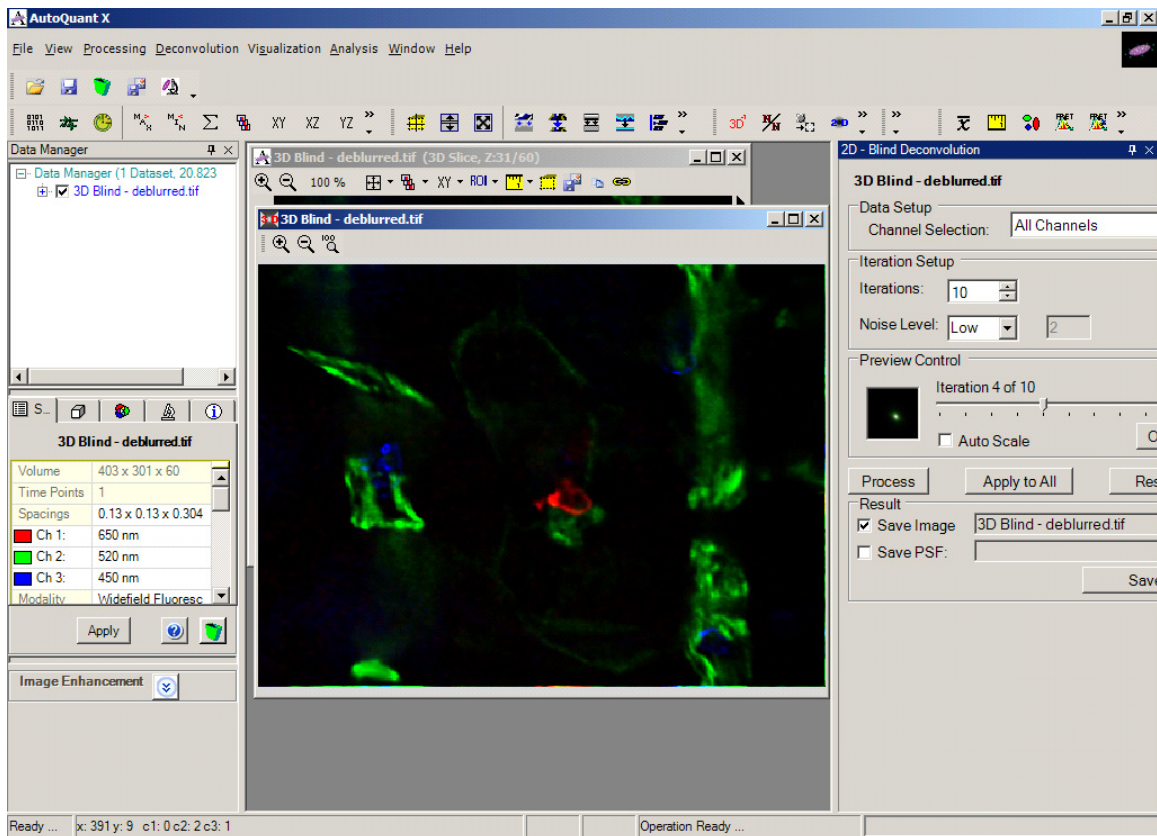 AutoQuant X
File View Processing Deconvolution Visualization Analysis Window Help
XY XZ YZ
Data Manager
Data Manager (1 Dataset, 20.823
3D Blind - deblurred.tif
3D Blind - deblurred.tif (3D Slice, Z:31/60)
100 % XY ROI
3D Blind - deblurred.tif
100
2D - Blind Deconvolution
3D Blind - deblurred.tif
Data Setup
Channel Selection: All Channels
Iteration Setup
Iterations: 10
Noise Level: Low 2
Preview Control
Iteration 4 of 10
Auto Scale
Process Apply to All Res
Result
Save Image 3D Blind - deblurred.tif
Save PSF:
Save
S...
3D Blind - deblurred.tif
Volume 403 x 301 x 60
Time Points 1
Spacings 0.13 x 0.13 x 0.304
Ch 1: 650 nm
Ch 2: 520 nm
Ch 3: 450 nm
Modality Widefield Fluoresc
Apply
Image Enhancement
Ready ... x: 391 y: 9 c1: 0 c2: 2 c3: 1 Operation Ready ...